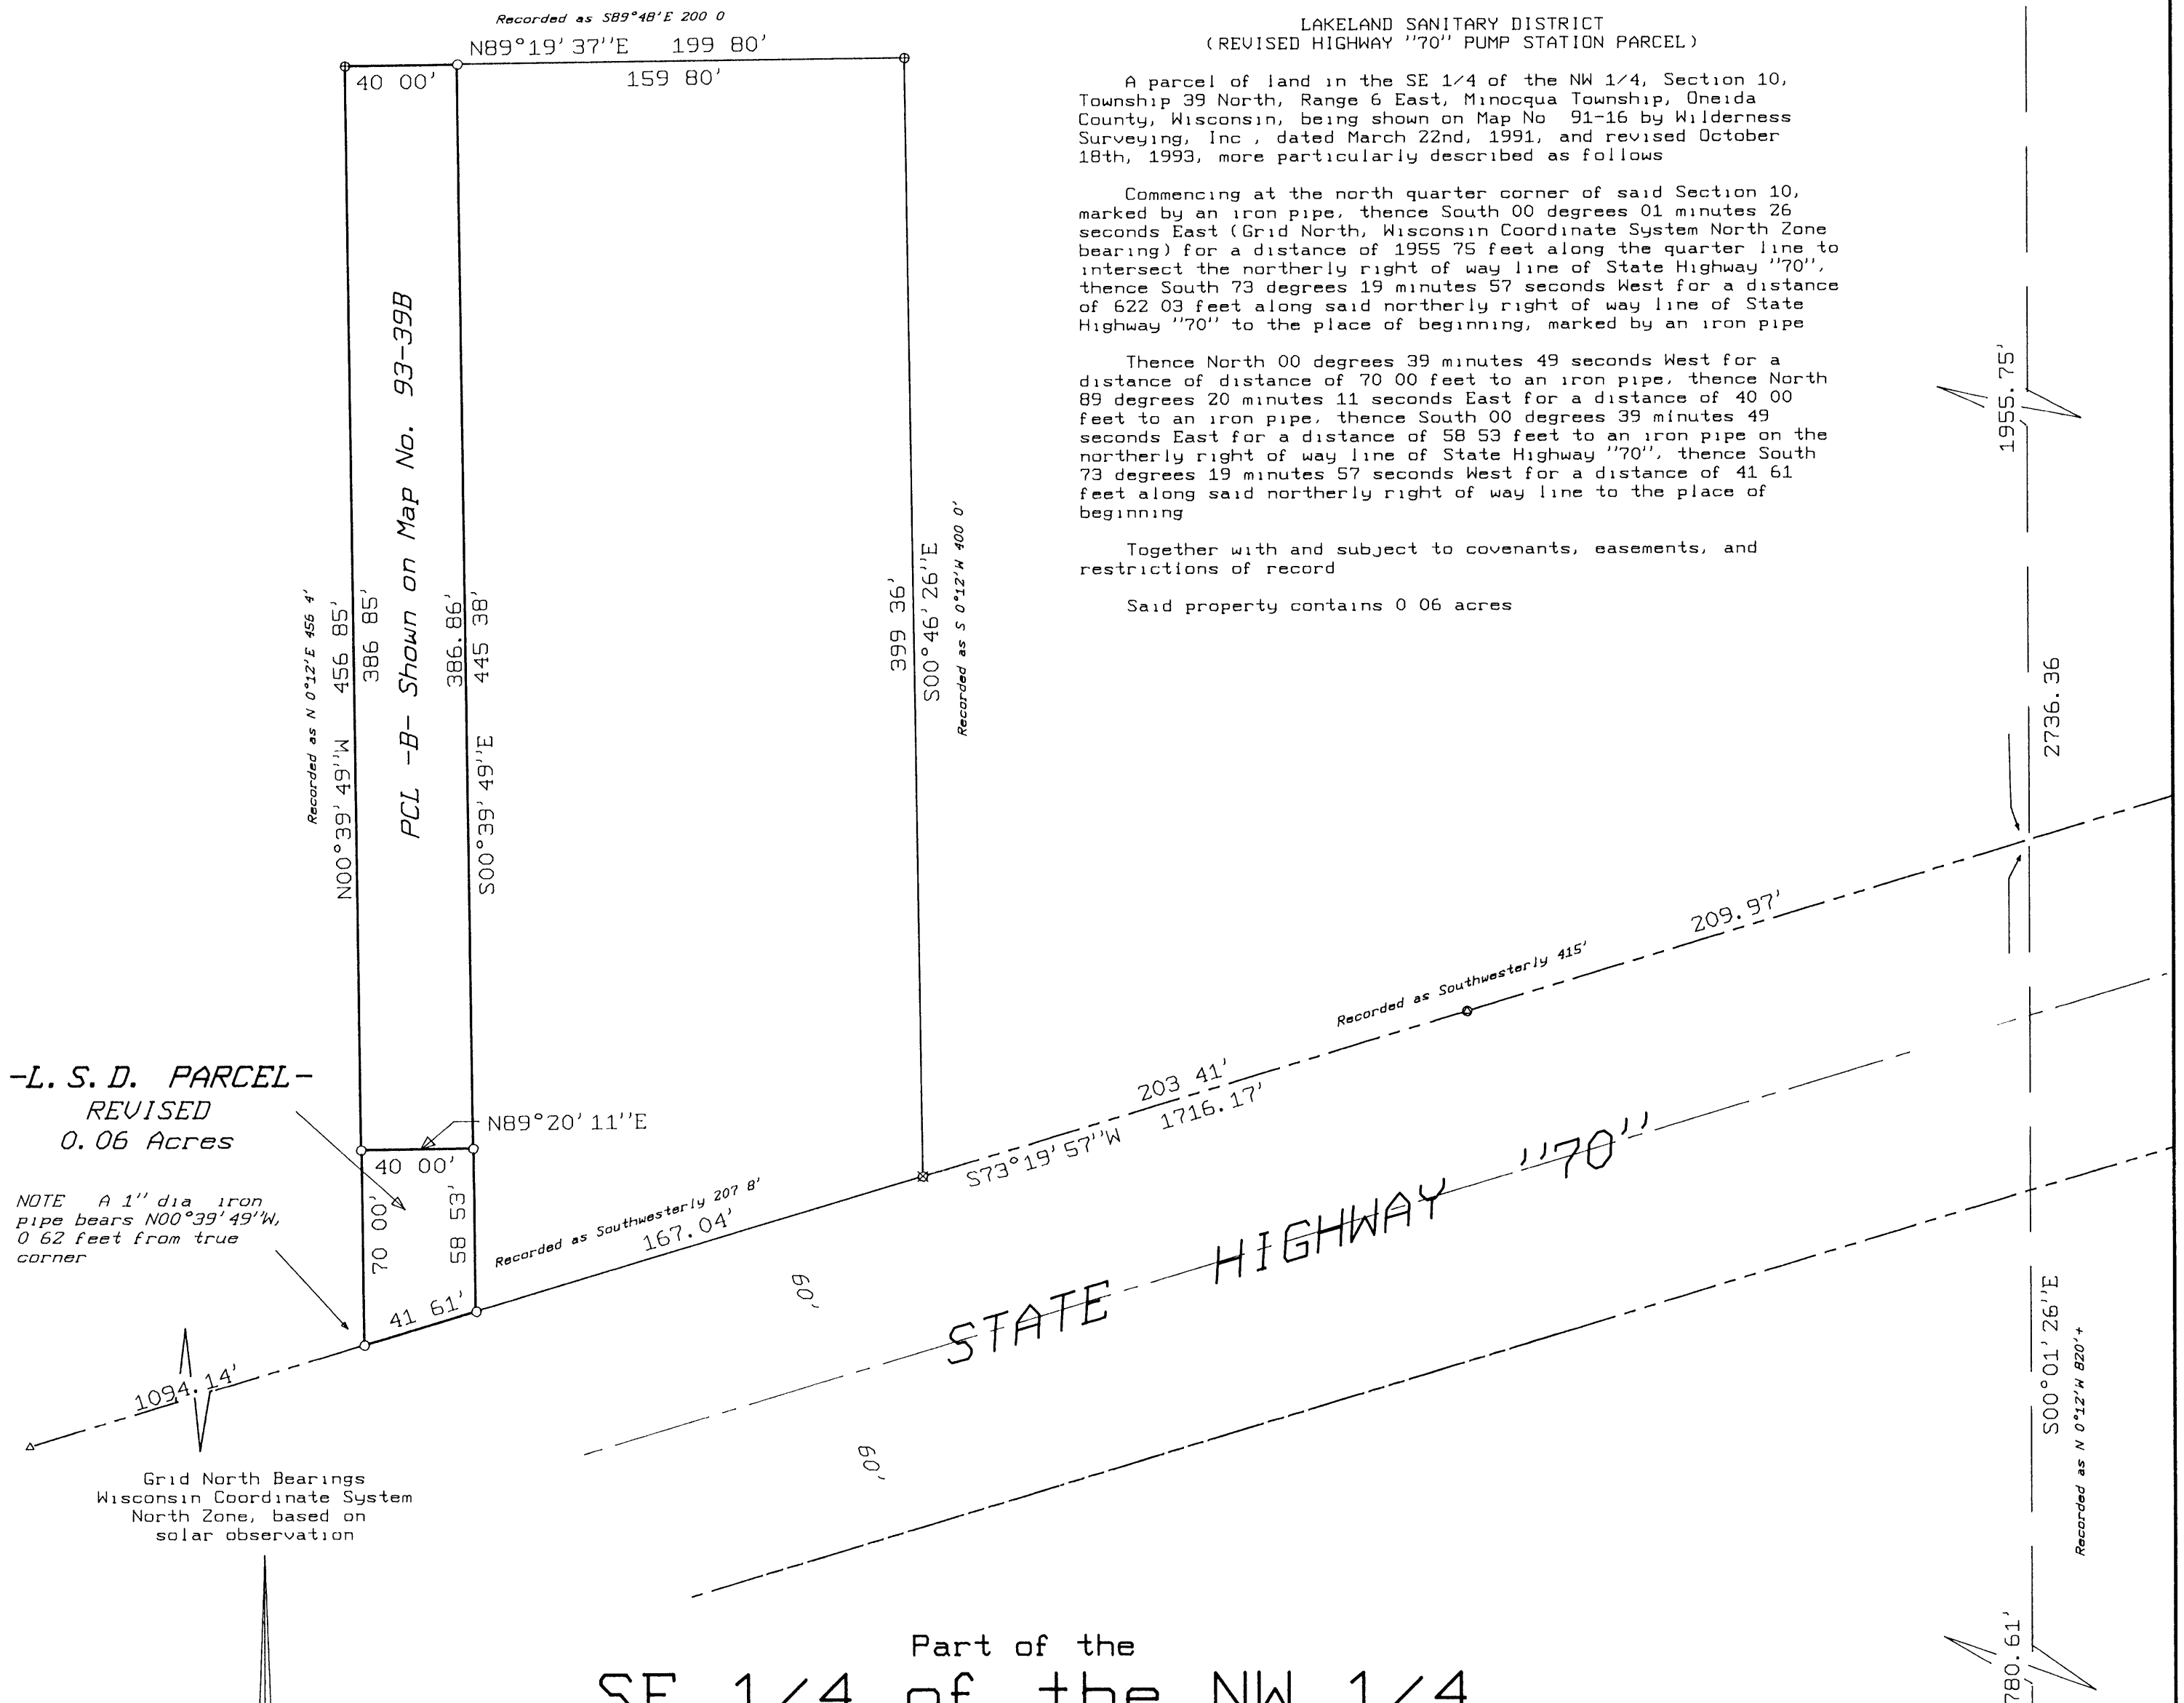 Recorded as S89°48'E 200 0
N89°19'37"E 199 80'
40 00'
159 80'
LAKELAND SANITARY DISTRICT
(REVISED HIGHWAY "70" PUMP STATION PARCEL)
A parcel of land in the SE 1/4 of the NW 1/4, Section 10,
Township 39 North, Range 6 East, Minocqua Township, Oneida
County, Wisconsin, being shown on Map No 91-16 by Wilderness
Surveying, Inc , dated March 22nd, 1991, and revised October
18th, 1993, more particularly described as follows
Commencing at the north quarter corner of said Section 10,
marked by an iron pipe, thence South 00 degrees 01 minutes 26
seconds East (Grid North, Wisconsin Coordinate System North Zone
bearing) for a distance of 1955 75 feet along the quarter line to
intersect the northerly right of way line of State Highway "70",
thence South 73 degrees 19 minutes 57 seconds West for a distance
of 622 03 feet along said northerly right of way line of State
Highway "70" to the place of beginning, marked by an iron pipe
Thence North 00 degrees 39 minutes 49 seconds West for a
distance of distance of 70 00 feet to an iron pipe, thence North
89 degrees 20 minutes 11 seconds East for a distance of 40 00
feet to an iron pipe, thence South 00 degrees 39 minutes 49
seconds East for a distance of 58 53 feet to an iron pipe on the
northerly right of way line of State Highway "70", thence South
73 degrees 19 minutes 57 seconds West for a distance of 41 61
feet along said northerly right of way line to the place of
beginning
Together with and subject to covenants, easements, and
restrictions of record
Said property contains 0 06 acres
Recorded as N 0°12'E 456 4'
N00°39'49"W 456 85'
386 85'
PCL -B- Shown on Map No. 93-39B
386.86'
S00°39'49"E 445 38'
399 36'
S00°46'26"E
Recorded as S 0°12'W 400 0'
1955.75'
2736.36
209.97'
Recorded as Southwesterly 415'
203 41'
S73°19'57"W 1716.17'
-L.S.D. PARCEL-
REVISED
0.06 Acres
N89°20'11"E
40 00'
70 00'
58 53'
41 61'
NOTE A 1" dia iron
pipe bears N00°39'49"W,
0 62 feet from true
corner
Recorded as Southwesterly 207 8'
167.04'
60'
STATE HIGHWAY "70"
60'
1094.14'
Grid North Bearings
Wisconsin Coordinate System
North Zone, based on
solar observation
S00°01'26"E
Recorded as N 0°12'W 820'+
780.61'
Part of the
SE 1/4 of the NW 1/4